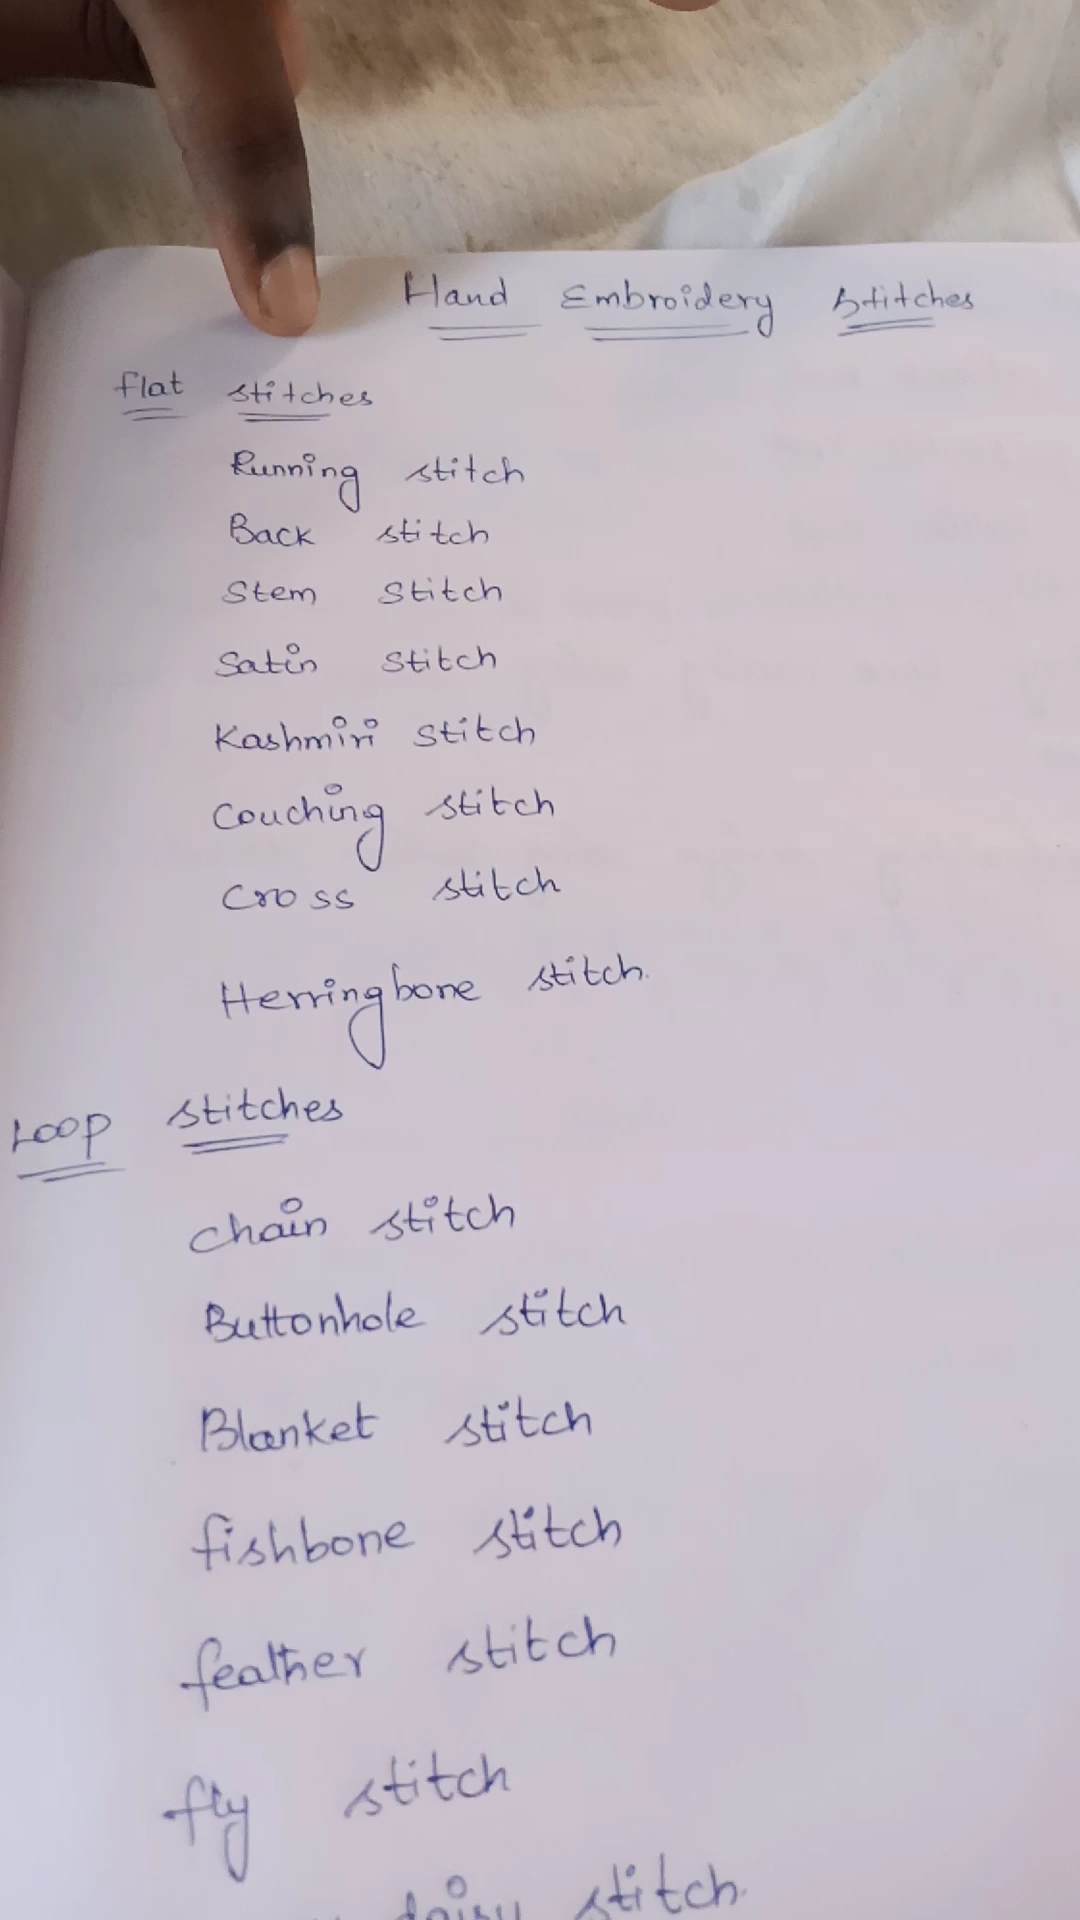 Hand Embroidery Stitches
flat stitches
Running stitch
Back stitch
Stem stitch
Satin stitch
Kashmiri stitch
Couching stitch
Cross stitch
Herringbone stitch.
Loop stitches
chain stitch
Buttonhole stitch
Blanket stitch
fishbone stitch
feather stitch
fly stitch
daisy stitch.